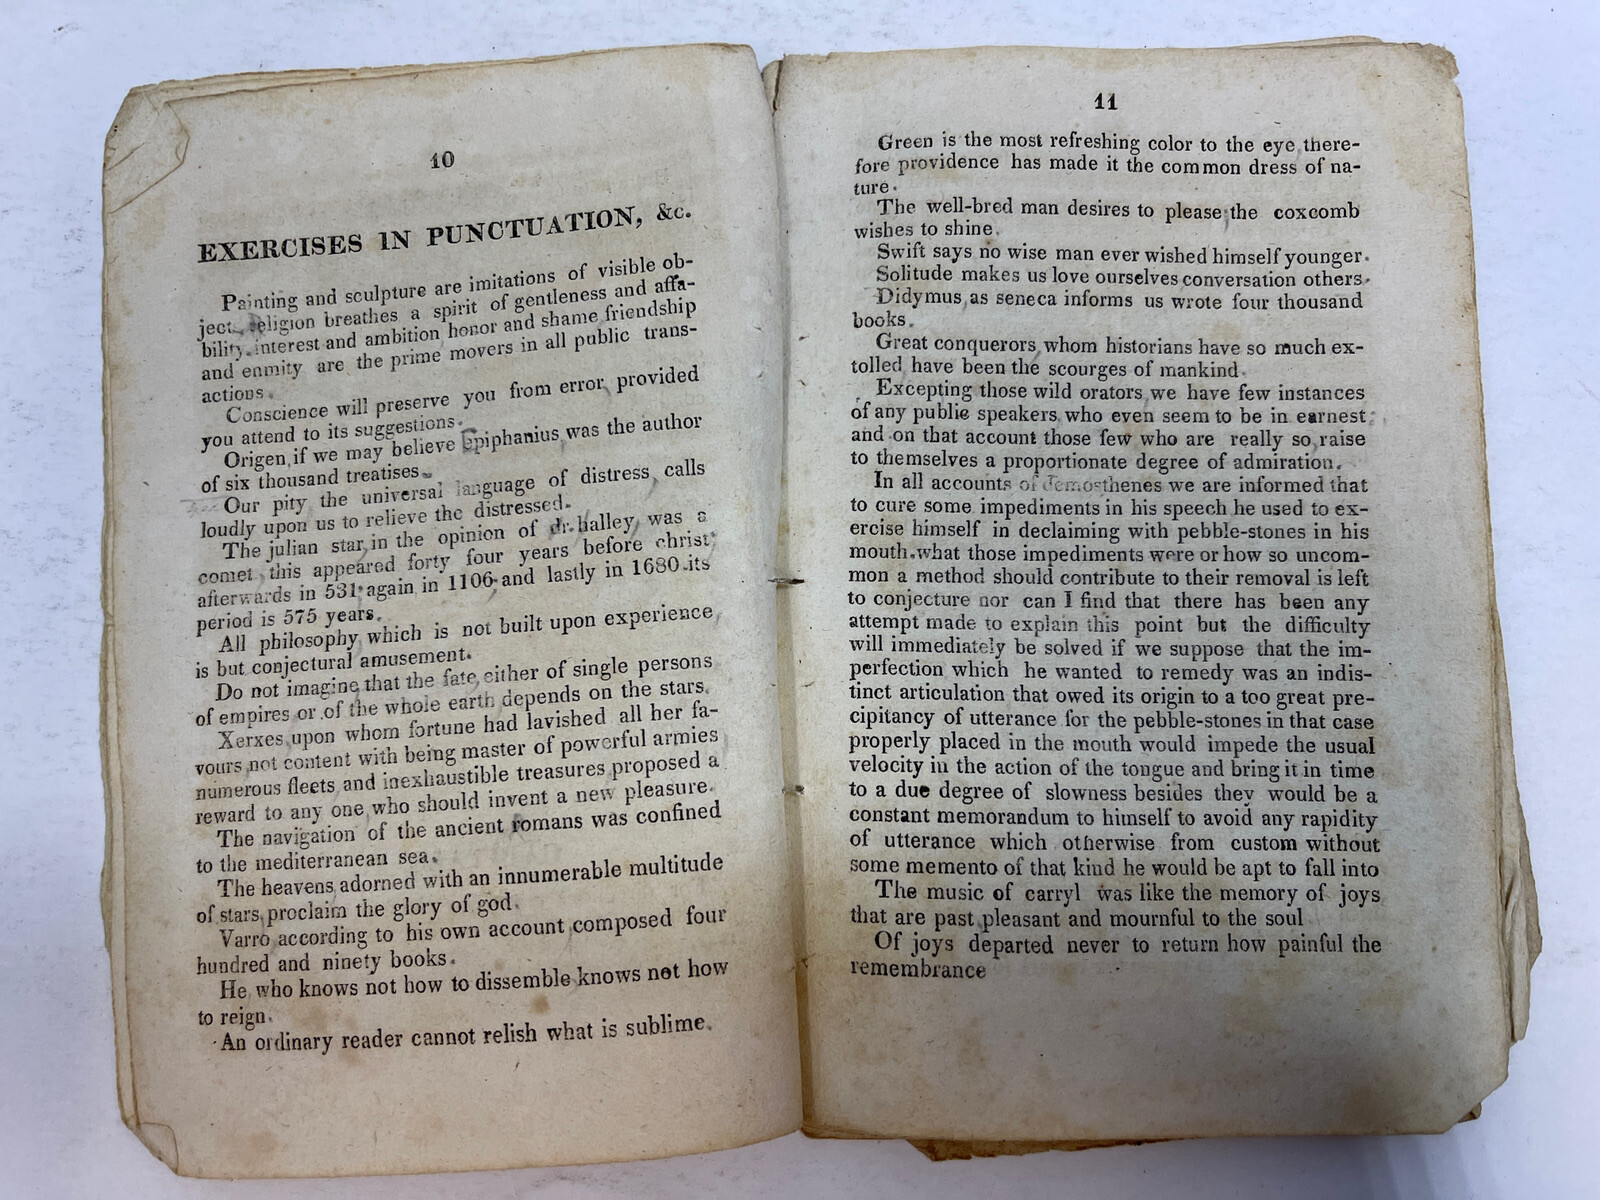 10
EXERCISES IN PUNCTUATION, &c.
Painting and sculpture are imitations of visible ob-
ject. religion breathes a spirit of gentleness and affa-
bility. interest and ambition honor and shame friendship
and enmity are the prime movers in all public trans-
actions.
Conscience will preserve you from error, provided
you attend to its suggestions.
Origen, if we may believe Epiphanius, was the author
of six thousand treatises.
Our pity the universal language of distress, calls
loudly upon us to relieve the distressed.
The julian star, in the opinion of dr. halley, was a
comet, this appeared forty four years before christ
afterwards in 531. again in 1106. and lastly in 1680. its
period is 575 years.
All philosophy, which is not built upon experience,
is but conjectural amusement.
Do not imagine, that the fate, either of single persons
of empires or, of the whole earth depends on the stars.
Xerxes, upon whom fortune had lavished all her fa-
vours, not content with being master of powerful armies
numerous fleets, and inexhaustible treasures, proposed a
reward to any one, who should invent a new pleasure.
The navigation of the ancient romans was confined
to the mediterranean sea.
The heavens, adorned with an innumerable multitude
of stars, proclaim the glory of god.
Varro, according to his own account, composed four
hundred and ninety books.
He, who knows not how to dissemble, knows not how
to reign.
An ordinary reader cannot relish what is sublime.
11
Green is the most refreshing color to the eye, there-
fore providence has made it the common dress of na-
ture.
The well-bred man desires to please, the coxcomb
wishes to shine.
Swift says, no wise man ever wished himself younger.
Solitude makes us love ourselves, conversation others.
Didymus, as seneca informs us wrote four thousand
books.
Great conquerors, whom historians have so much ex-
tolled have been the scourges of mankind.
Excepting those wild orators, we have few instances
of any public speakers, who even seem to be in earnest;
and on that account those few who are really so, raise
to themselves a proportionate degree of admiration.
In all accounts of demosthenes we are informed that
to cure some impediments in his speech he used to ex-
ercise himself in declaiming with pebble-stones in his
mouth. what those impediments were or how so uncom-
mon a method should contribute to their removal is left
to conjecture nor can I find that there has been any
attempt made to explain this point but the difficulty
will immediately be solved if we suppose that the im-
perfection which he wanted to remedy was an indis-
tinct articulation that owed its origin to a too great pre-
cipitancy of utterance for the pebble-stones in that case
properly placed in the mouth would impede the usual
velocity in the action of the tongue and bring it in time
to a due degree of slowness besides they would be a
constant memorandum to himself to avoid any rapidity
of utterance which otherwise from custom without
some memento of that kind he would be apt to fall into
The music of carryl was like the memory of joys
that are past, pleasant and mournful to the soul
Of joys departed never to return how painful the
remembrance